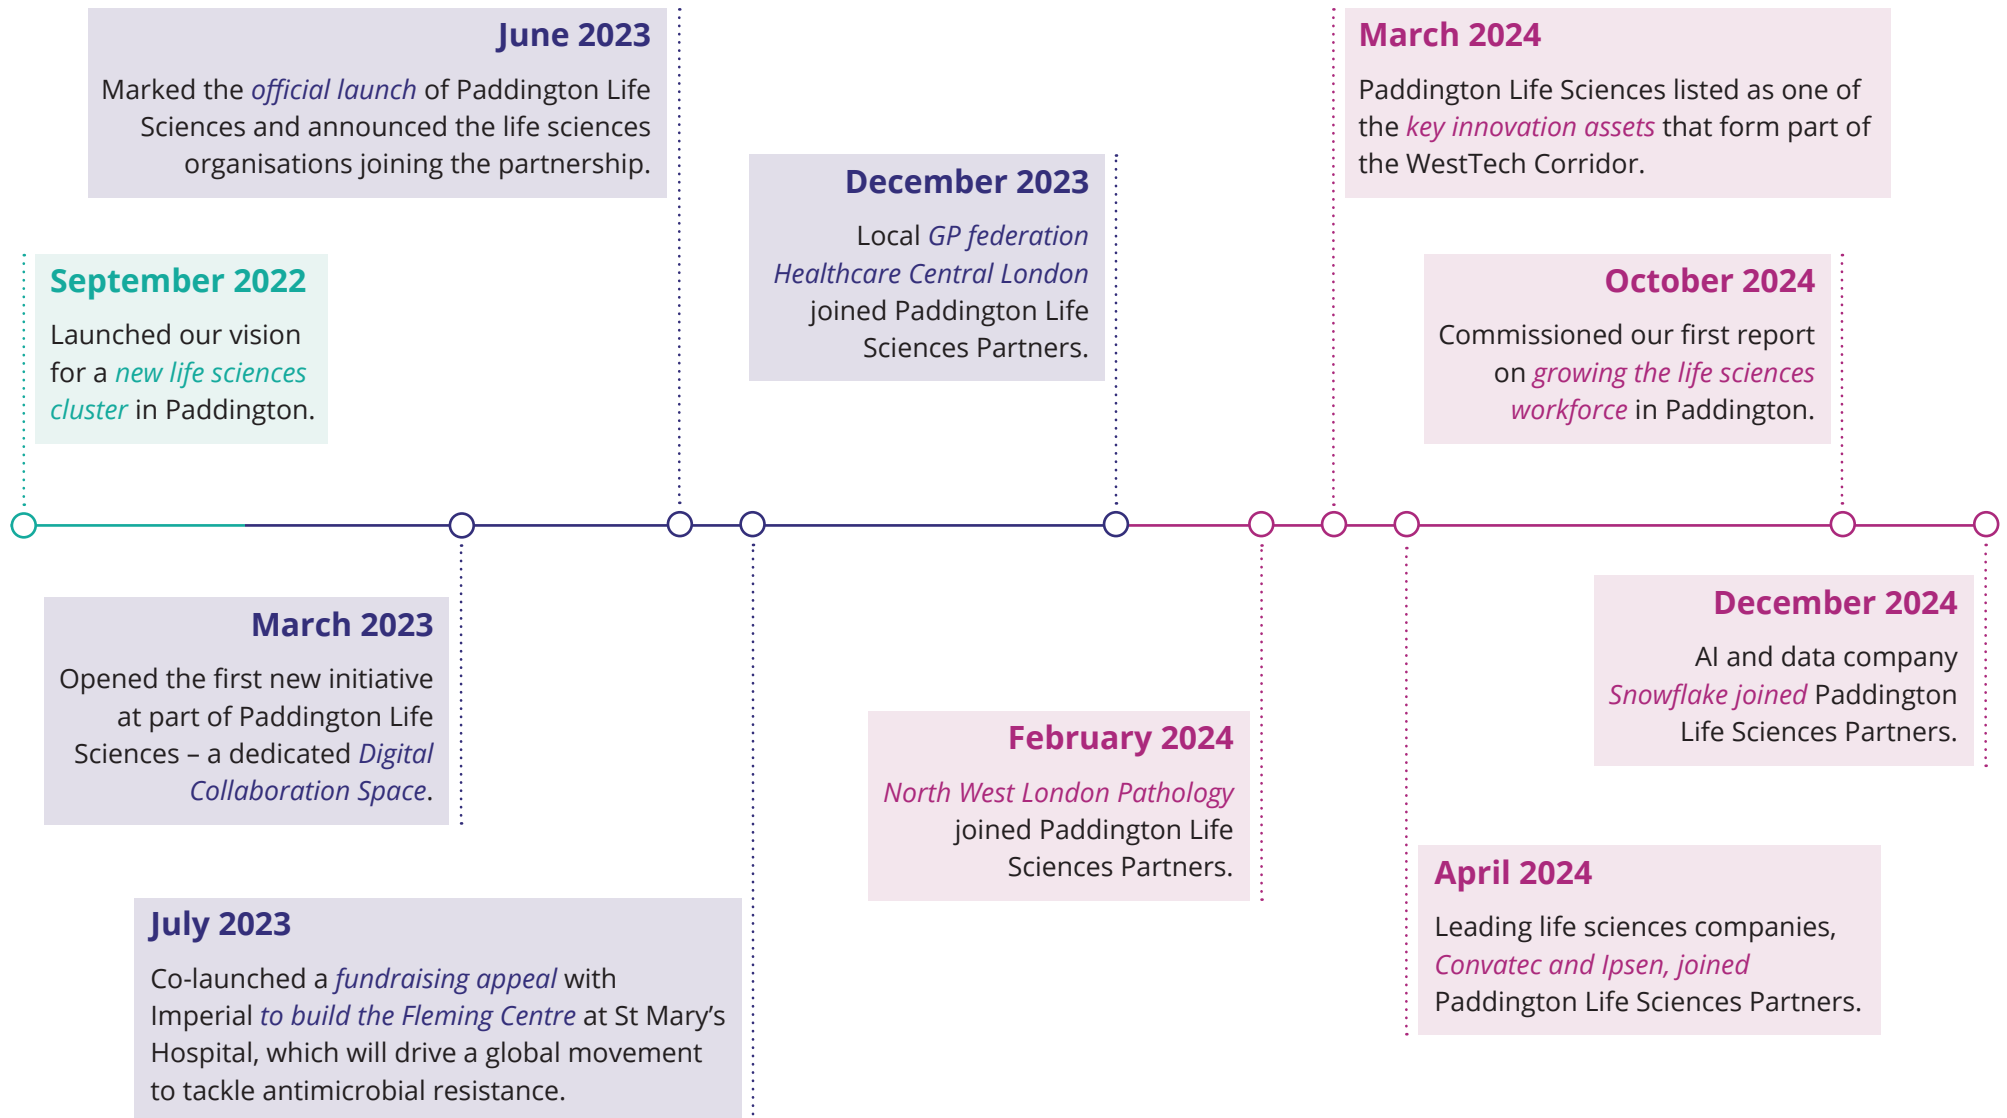 June 2023
Marked the official launch of Paddington Life
Sciences and announced the life sciences
organisations joining the partnership.
March 2024
Paddington Life Sciences listed as one of
the key innovation assets that form part of
the WestTech Corridor.
December 2023
Local GP federation
Healthcare Central London
joined Paddington Life
Sciences Partners.
September 2022
Launched our vision
for a new life sciences
cluster in Paddington.
October 2024
Commissioned our first report
on growing the life sciences
workforce in Paddington.
March 2023
Opened the first new initiative
at part of Paddington Life
Sciences – a dedicated Digital
Collaboration Space.
December 2024
AI and data company
Snowflake joined Paddington
Life Sciences Partners.
February 2024
North West London Pathology
joined Paddington Life
Sciences Partners.
April 2024
Leading life sciences companies,
Convatec and Ipsen, joined
Paddington Life Sciences Partners.
July 2023
Co-launched a fundraising appeal with
Imperial to build the Fleming Centre at St Mary’s
Hospital, which will drive a global movement
to tackle antimicrobial resistance.